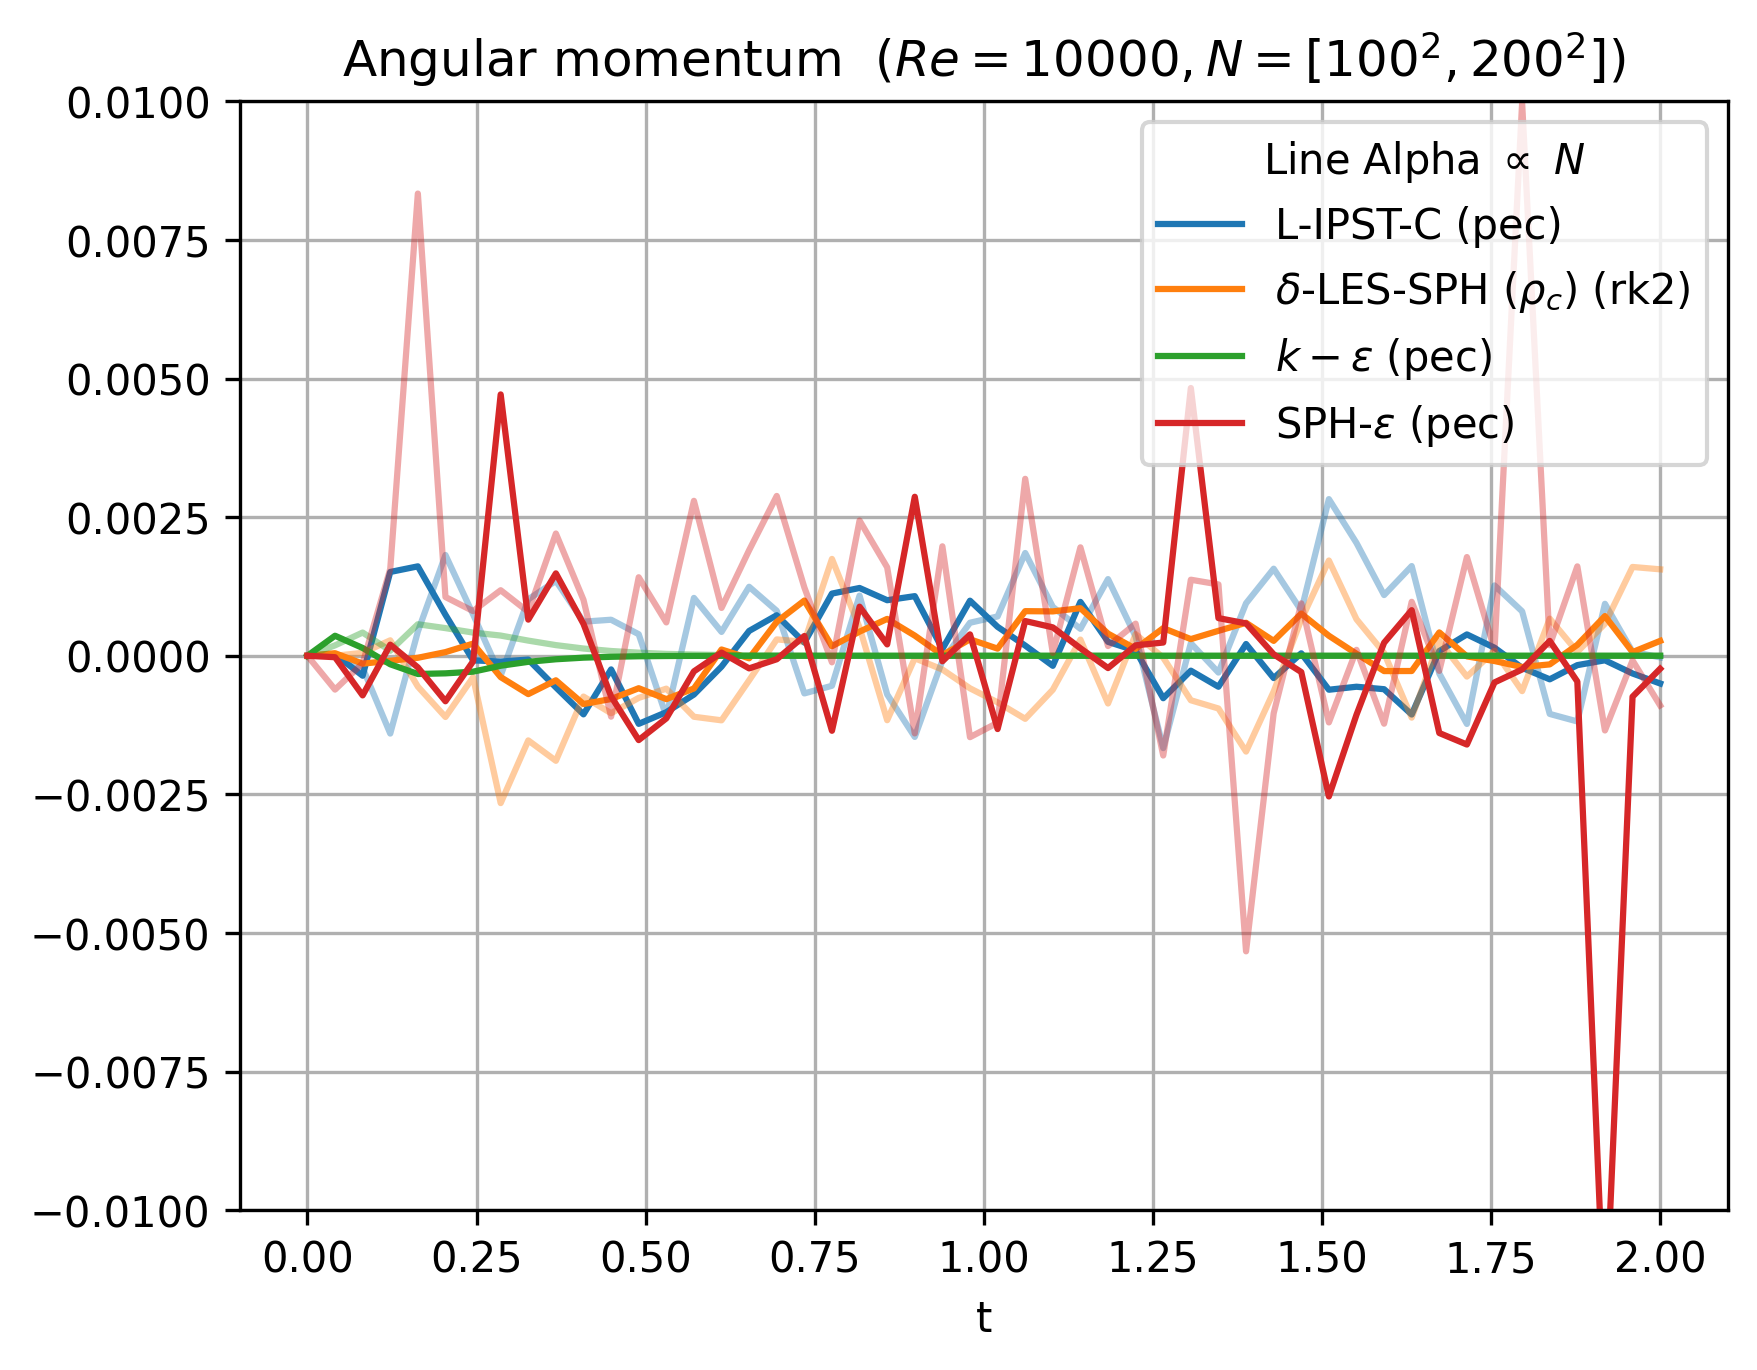 Angular momentum (Re = 10000, N = [100², 200²])
0.0100
0.0075
0.0050
0.0025
0.0000
−0.0025
−0.0050
−0.0075
−0.0100
Line Alpha ∝ N
L-IPST-C (pec)
δ-LES-SPH (ρ_c) (rk2)
k − ε (pec)
SPH-ε (pec)
0.00 0.25 0.50 0.75 1.00 1.25 1.50 1.75 2.00
t